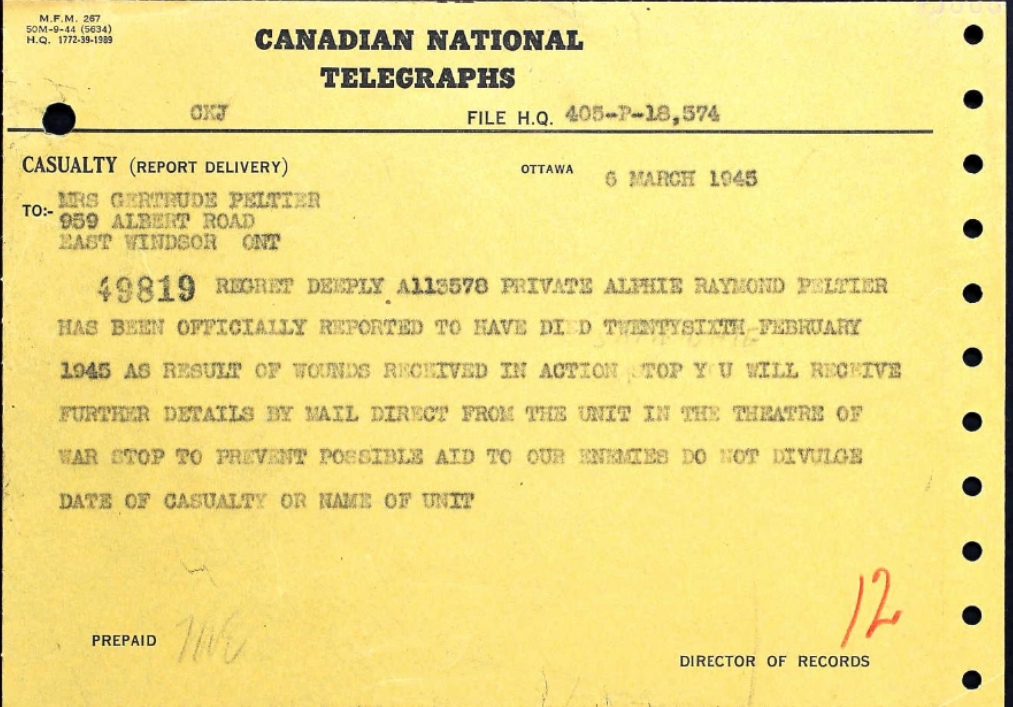 M.F.M. 267
50M-9-44 (5634)
H.Q. 1772-39-1989
CANADIAN NATIONAL
TELEGRAPHS
CKJ
FILE H.Q. 405-P-18,574
CASUALTY (REPORT DELIVERY)
OTTAWA 6 MARCH 1945
TO:- MRS GERTRUDE PELTIER
959 ALBERT ROAD
EAST WINDSOR ONT
49819 REGRET DEEPLY A113578 PRIVATE ALPHIE RAYMOND PELTIER
HAS BEEN OFFICIALLY REPORTED TO HAVE DI D TWENTYSIXTH FEBRUARY
1945 AS RESULT OF WOUNDS RECEIVED IN ACTION STOP Y U WILL RECEIVE
FURTHER DETAILS BY MAIL DIRECT FROM THE UNIT IN THE THEATRE OF
WAR STOP TO PREVENT POSSIBLE AID TO OUR ENEMIES DO NOT DIVULGE
DATE OF CASUALTY OR NAME OF UNIT
12
PREPAID
DIRECTOR OF RECORDS